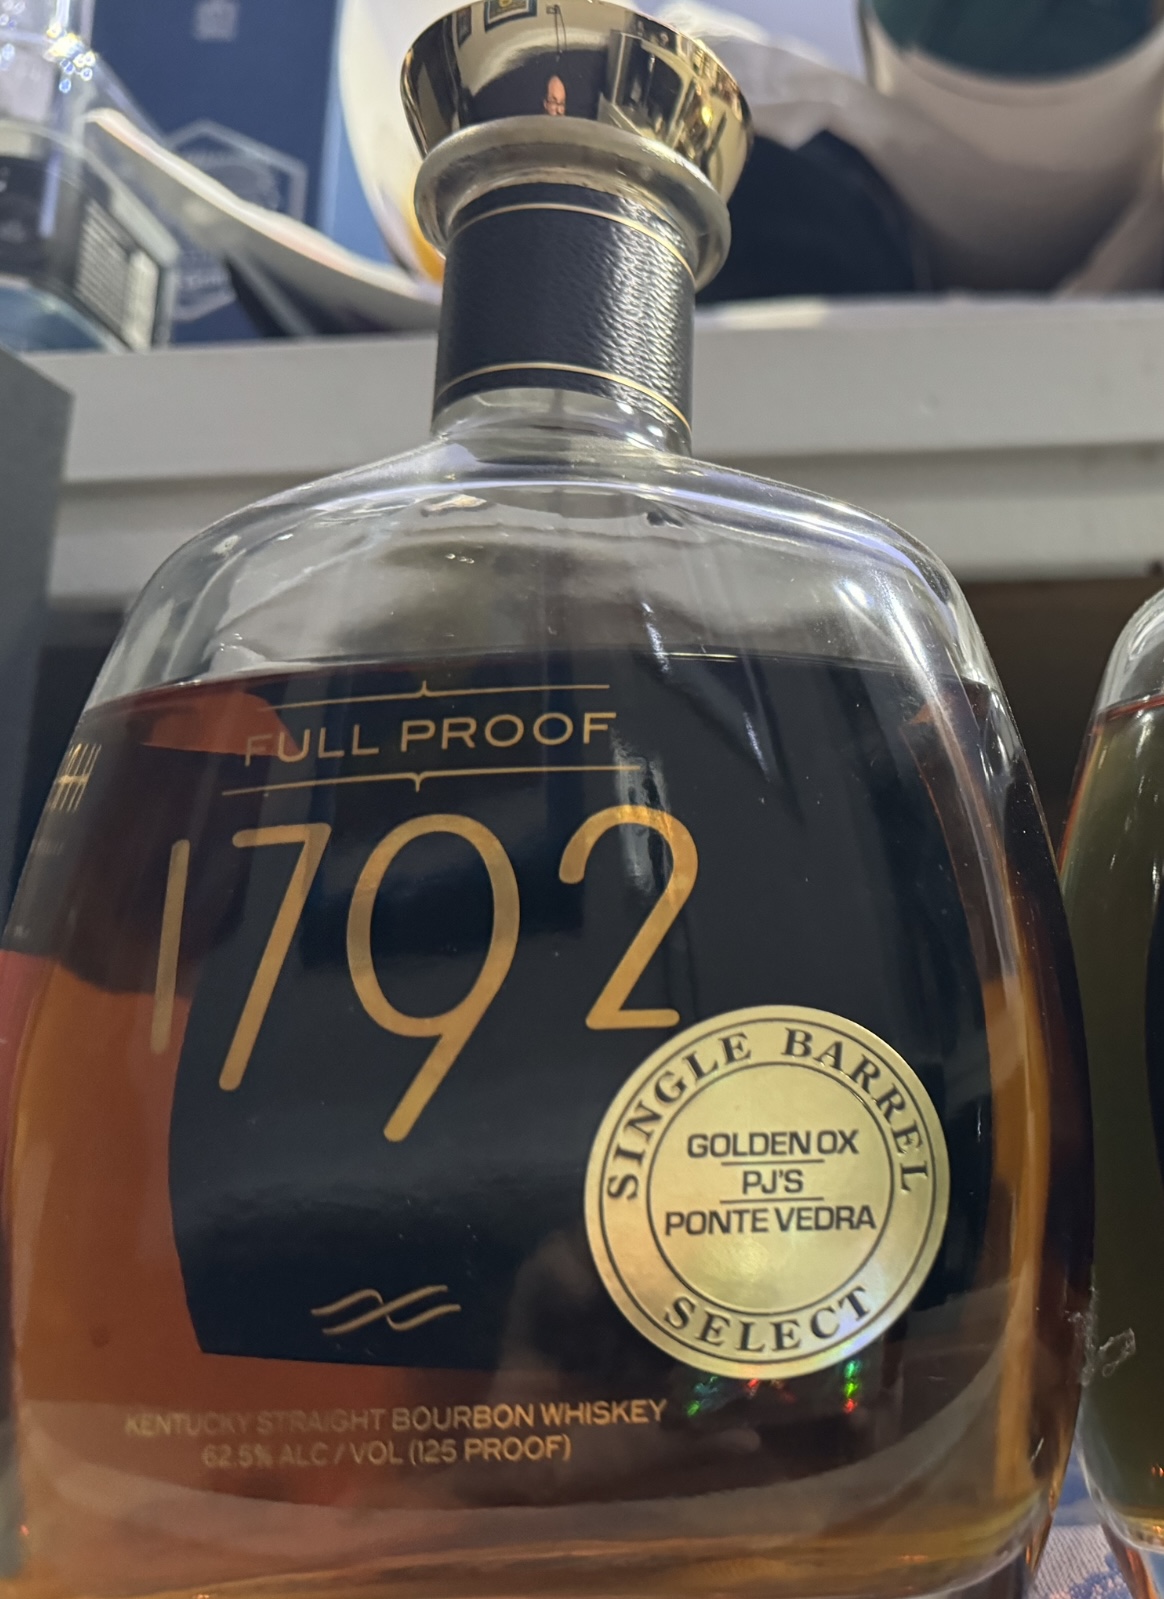 FULL PROOF
1792
SINGLE BARREL
GOLDEN OX
PJ'S
PONTE VEDRA
SELECT
KENTUCKY STRAIGHT BOURBON WHISKEY
62.5% ALC / VOL (125 PROOF)